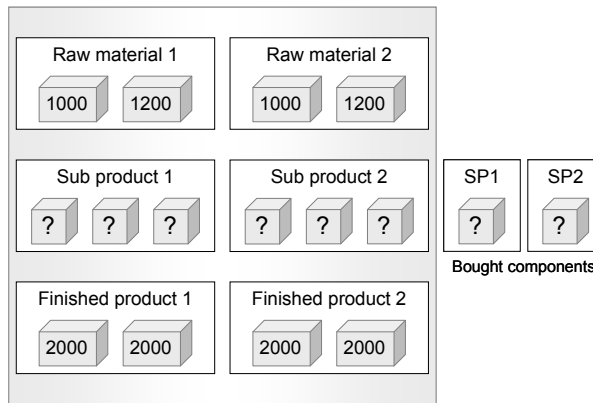 Raw material 1
Raw material 2
1000 1200
1000 1200
Sub product 1
Sub product 2
SP1
SP2
? ? ?
? ? ?
?
?
Bought components
Finished product 1
Finished product 2
2000 2000
2000 2000